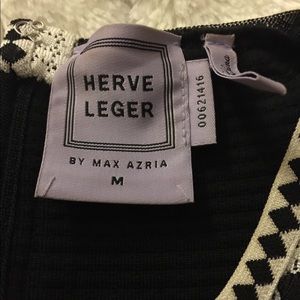 HERVE
LEGER
BY MAX AZRIA
M
00621416